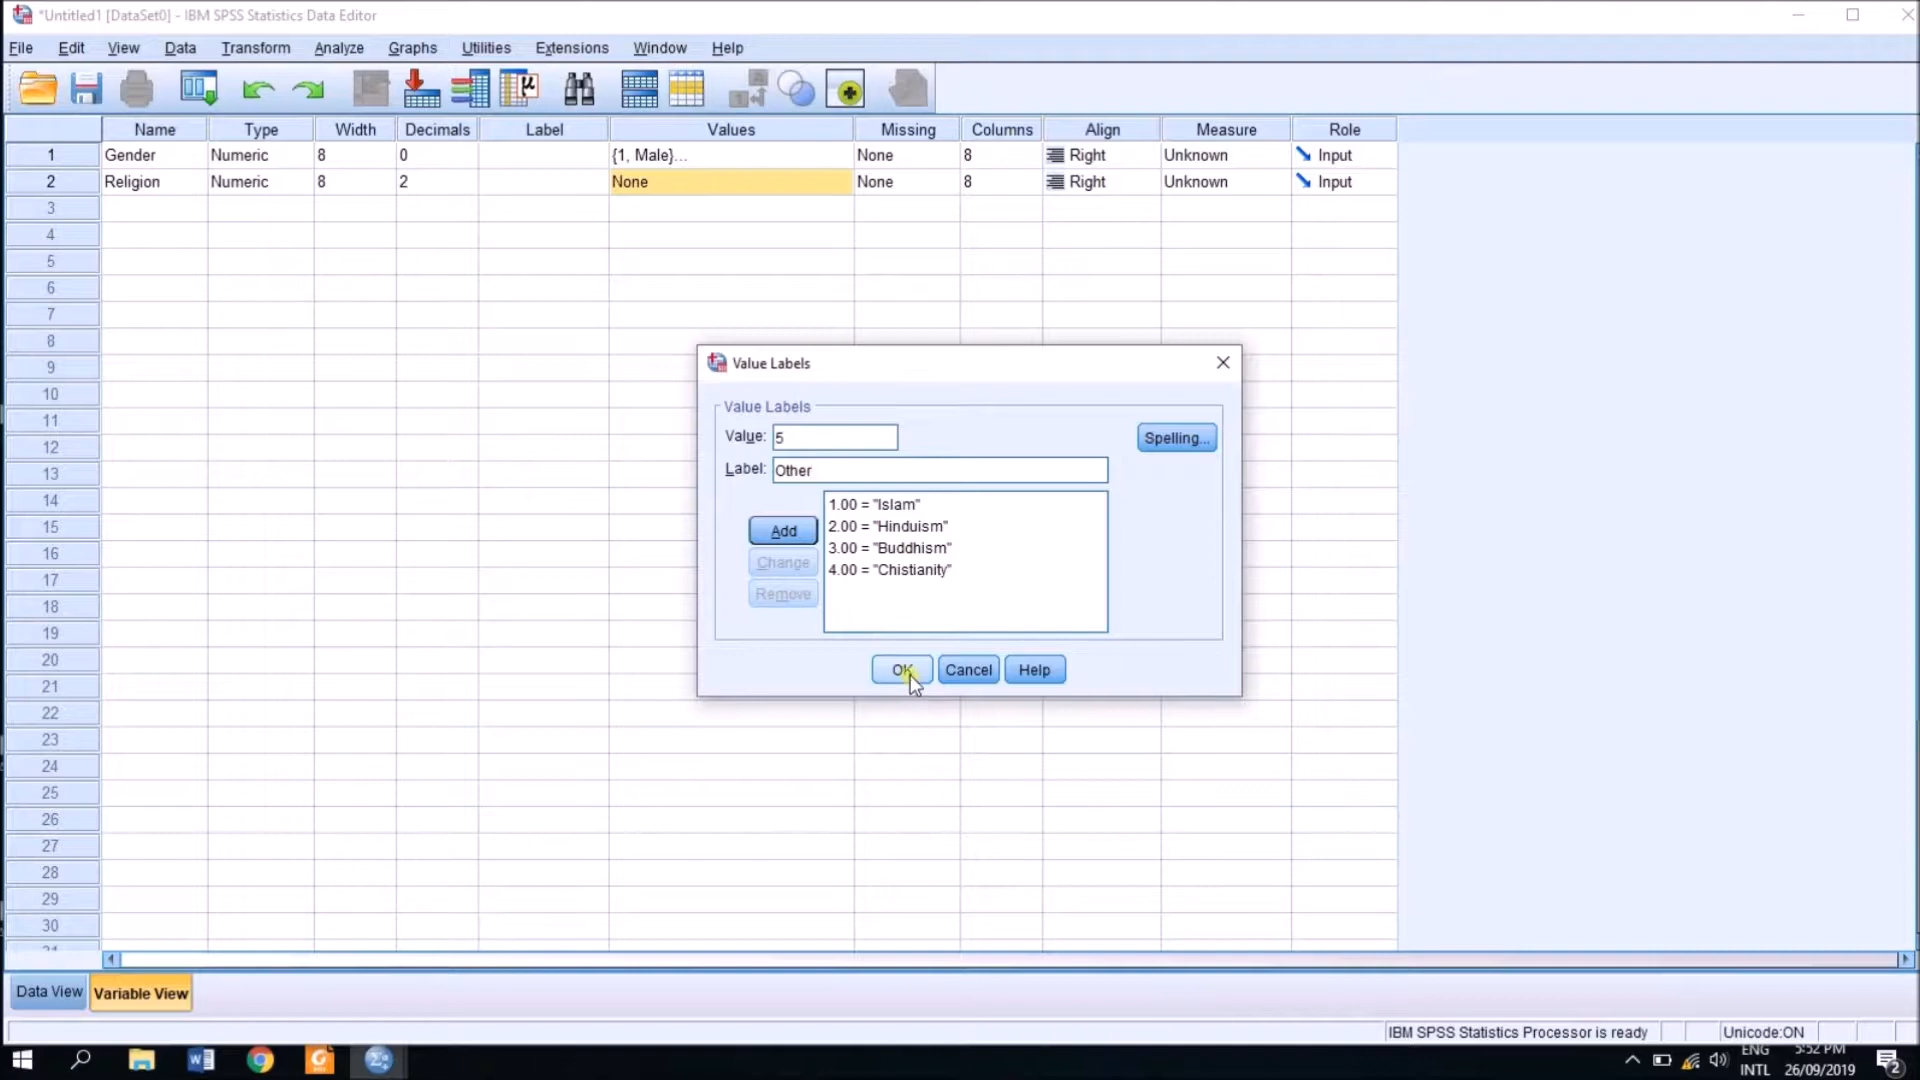 *Untitled1 [DataSet0] - IBM SPSS Statistics Data Editor
File Edit View Data Transform Analyze Graphs Utilities Extensions Window Help
Name Type Width Decimals Label Values Missing Columns Align Measure Role
1 Gender Numeric 8 0 {1, Male}... None 8 Right Unknown Input
2 Religion Numeric 8 2 None None 8 Right Unknown Input
3
4
5
6
7
8
9
10
11
12
13
14
15
16
17
18
19
20
21
22
23
24
25
26
27
28
29
30
31
Value Labels
Value Labels
Value: 5
Spelling...
Label: Other
1.00 = "Islam"
2.00 = "Hinduism"
3.00 = "Buddhism"
4.00 = "Chistianity"
Add
Change
Remove
OK Cancel Help
Data View Variable View
IBM SPSS Statistics Processor is ready Unicode:ON
ENG 5:52 PM
INTL 26/09/2019 2